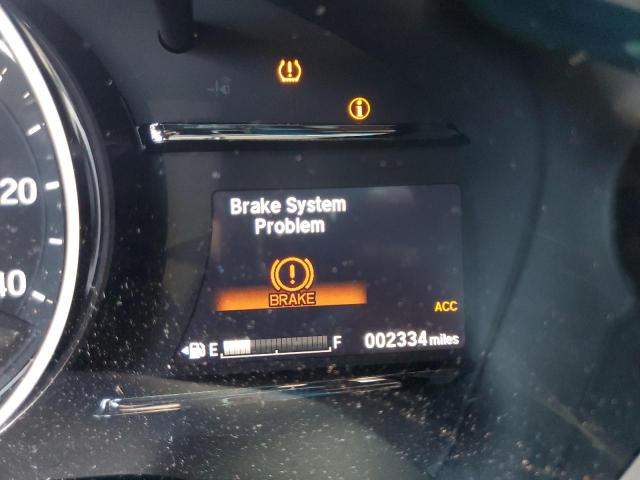 20
40
Brake System
Problem
BRAKE
ACC
E
F
002334 miles